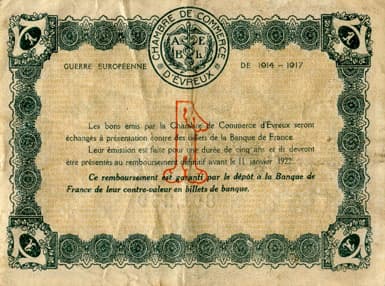 CHAMBRE DE COMMERCE
D'ÉVREUX
GUERRE EUROPÉENNE DE 1914 - 1917
Les bons émis par la Chambre de Commerce d'Évreux seront
échangés à présentation contre des billets de la Banque de France.
Leur émission est faite pour une durée de cinq ans et ils devront
être présentés au remboursement définitif avant le 11 janvier 1922.
Ce remboursement est garanti par le dépôt à la Banque de
France de leur contre-valeur en billets de banque.